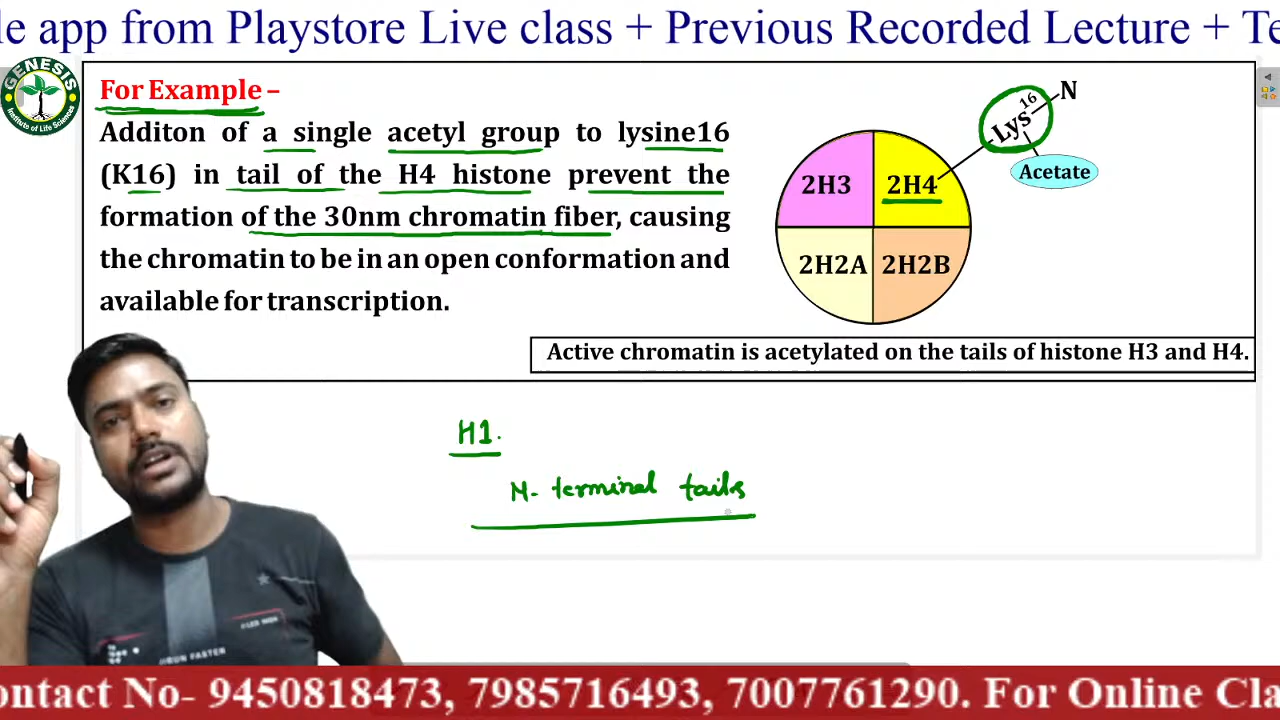 le app from Playstore Live class + Previous Recorded Lecture + Te
GENESIS
Institute of Life Sciences
For Example –
Additon of a single acetyl group to lysine16
(K16) in tail of the H4 histone prevent the
formation of the 30nm chromatin fiber, causing
the chromatin to be in an open conformation and
available for transcription.
16
Lys
N
Acetate
2H3
2H4
2H2A
2H2B
Active chromatin is acetylated on the tails of histone H3 and H4.
H1.
N- terminal tails
ontact No- 9450818473, 7985716493, 7007761290. For Online Cla